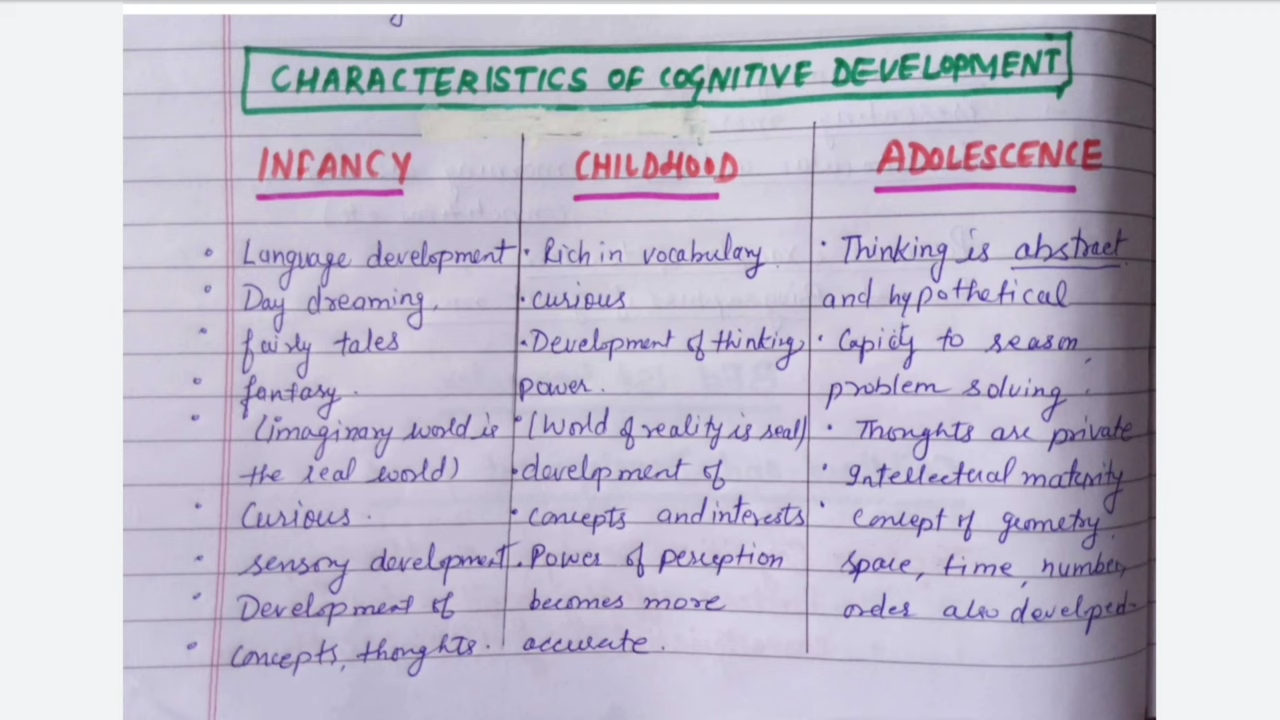 CHARACTERISTICS OF COGNITIVE DEVELOPMENT
INFANCY
• Language development
• Day dreaming.
• fairly tales
• fantasy.
• (imaginary world is
the real world)
• Curious.
• sensory development
• Development of
• concepts, thoughts.
CHILDHOOD
• Rich in vocabulary
• curious
• Development of thinking
power.
• (World of reality is real)
• development of
• concepts and interests
• Power of perception
becomes more
accurate.
ADOLESCENCE
• Thinking is abstract
and hypothetical
• Capicity to reason,
problem solving.
• Thoughts are private
• Intellectual maturity
• Concept of geometry,
space, time, number,
order also developed.